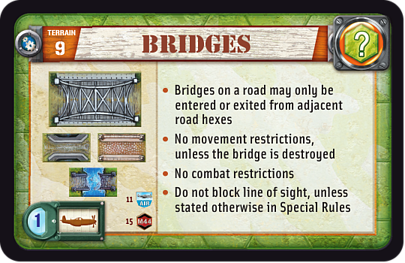 TERRAIN
9
BRIDGES
?
• Bridges on a road may only be
entered or exited from adjacent
road hexes
• No movement restrictions,
unless the bridge is destroyed
• No combat restrictions
• Do not block line of sight, unless
stated otherwise in Special Rules
11 AIR
15 M44
1